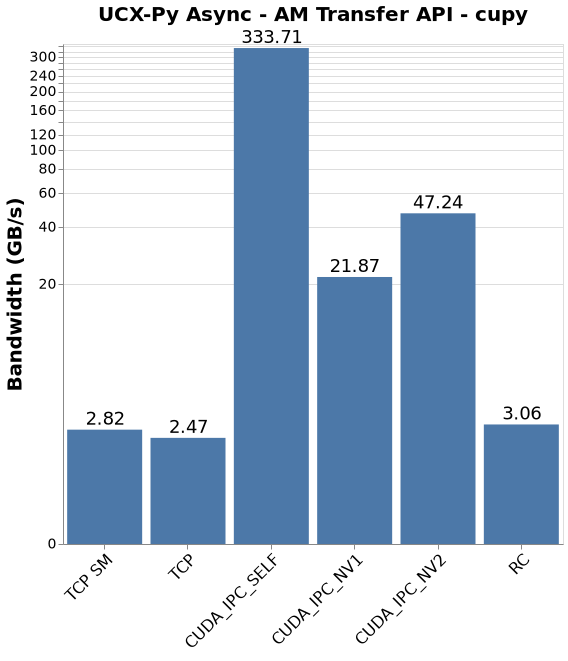 UCX-Py Async - AM Transfer API - cupy
Bandwidth (GB/s)
300
240
200
160
120
100
80
60
40
20
0
2.82
2.47
333.71
21.87
47.24
3.06
TCP SM
TCP
CUDA_IPC_SELF
CUDA_IPC_NV1
CUDA_IPC_NV2
RC